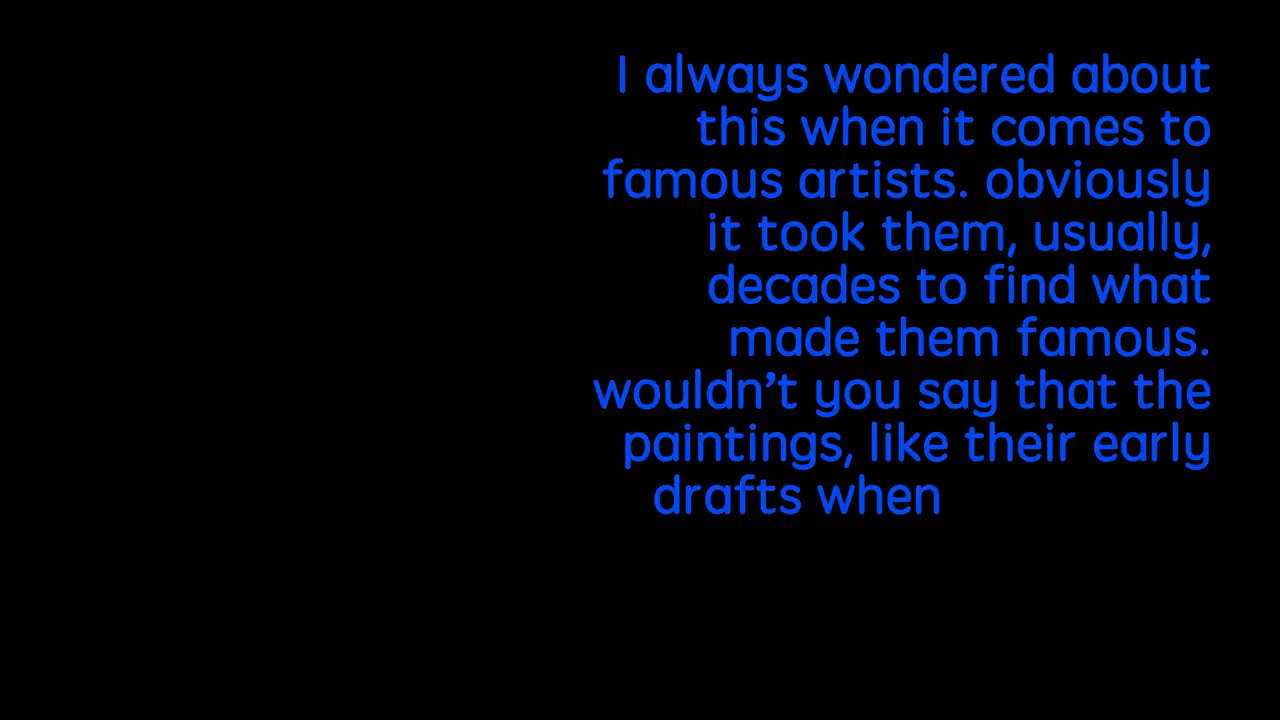 I always wondered about
this when it comes to
famous artists. obviously
it took them, usually,
decades to find what
made them famous.
wouldn’t you say that the
paintings, like their early
drafts when